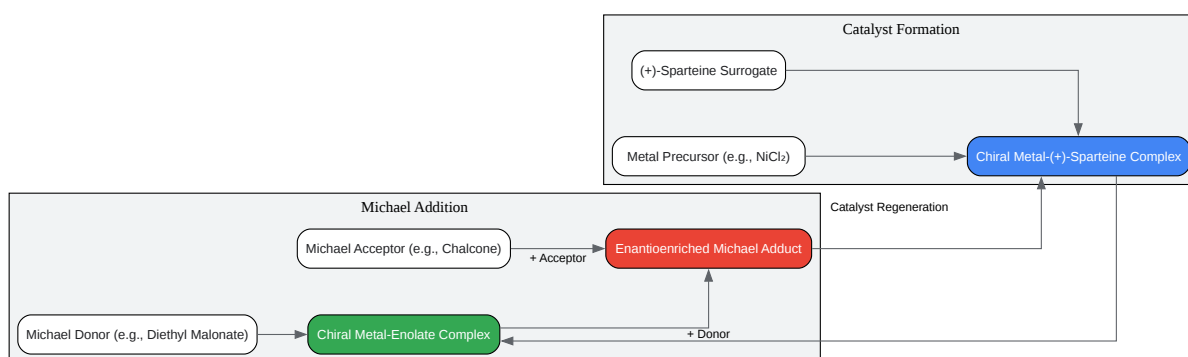 Catalyst Formation
(+)-Sparteine Surrogate
Metal Precursor (e.g., NiCl₂)
Chiral Metal-(+)-Sparteine Complex
Michael Addition
Catalyst Regeneration
Michael Acceptor (e.g., Chalcone)
+ Acceptor
Enantioenriched Michael Adduct
Michael Donor (e.g., Diethyl Malonate)
Chiral Metal-Enolate Complex
+ Donor